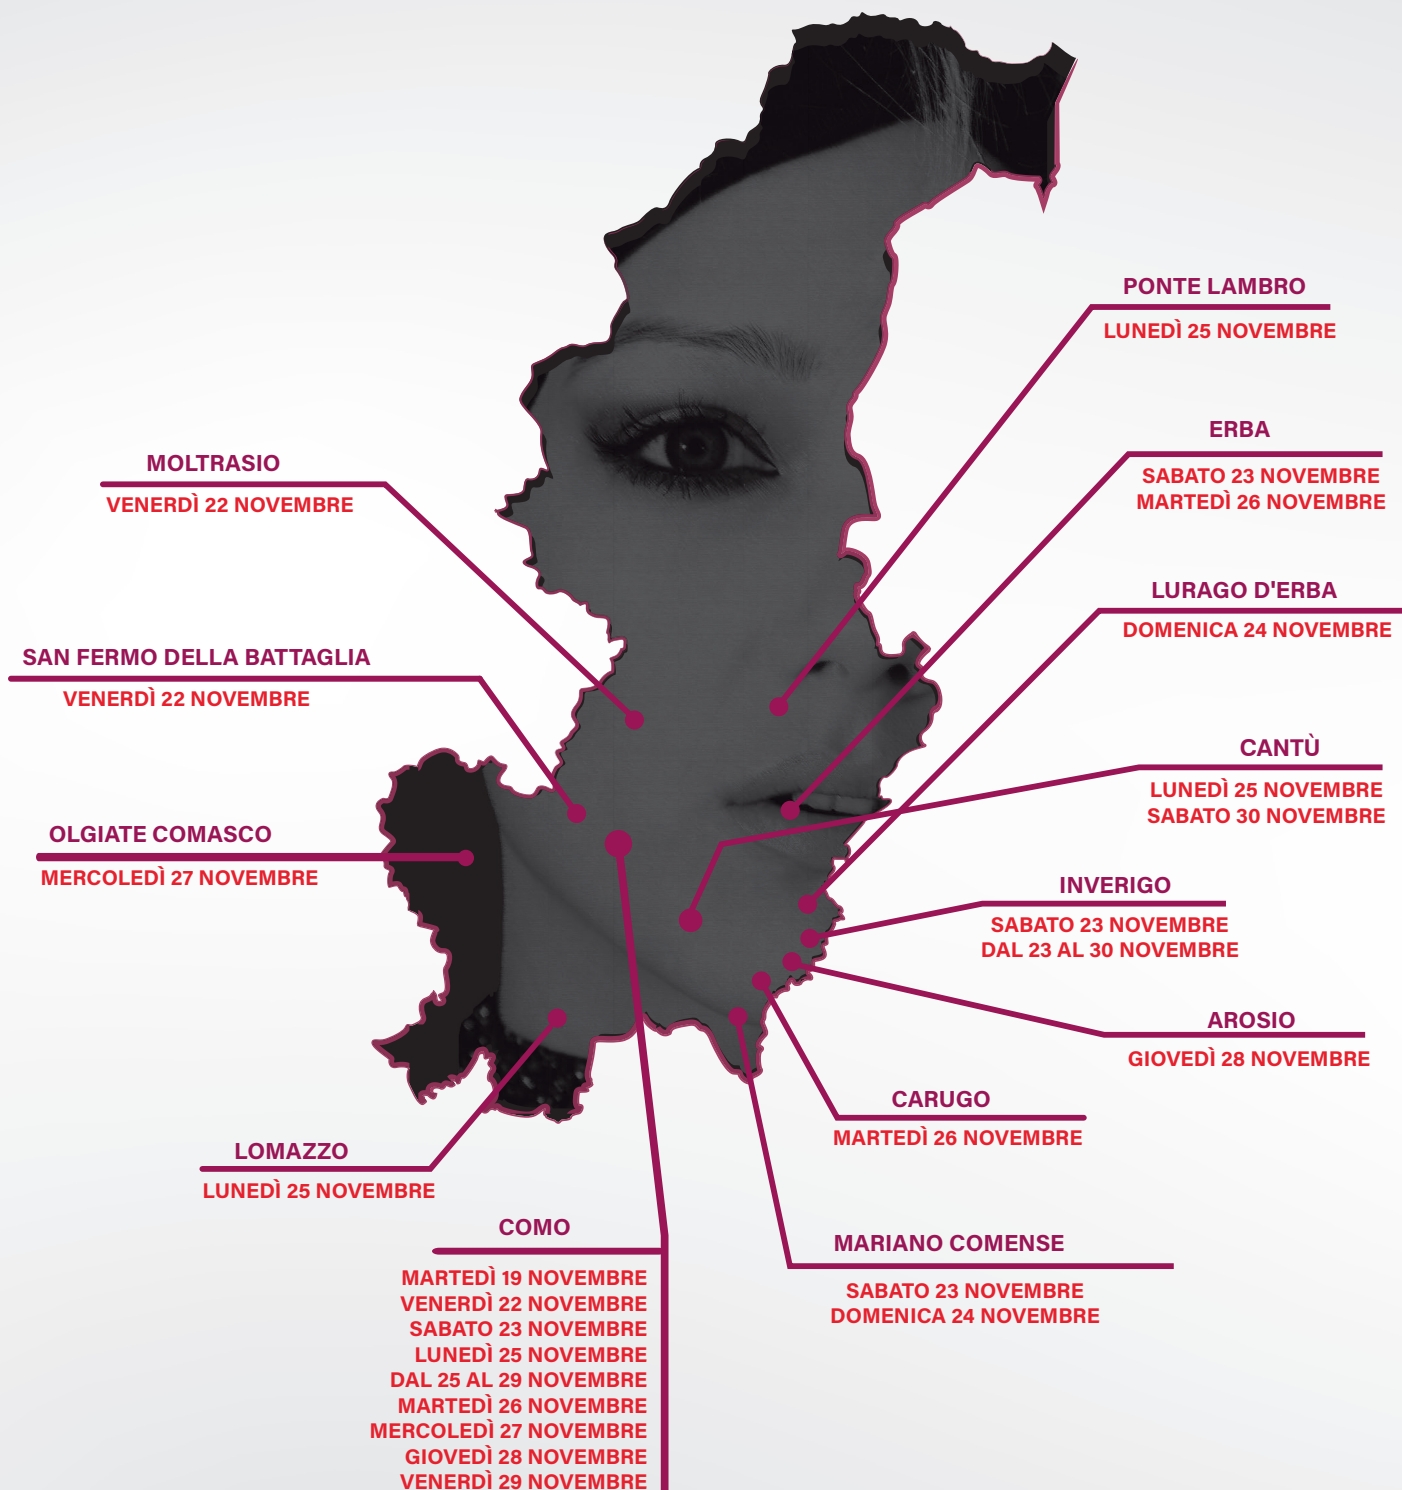 PONTE LAMBRO
LUNEDÌ 25 NOVEMBRE
ERBA
SABATO 23 NOVEMBRE
MARTEDÌ 26 NOVEMBRE
MOLTRASIO
VENERDÌ 22 NOVEMBRE
LURAGO D'ERBA
DOMENICA 24 NOVEMBRE
SAN FERMO DELLA BATTAGLIA
VENERDÌ 22 NOVEMBRE
CANTÙ
LUNEDÌ 25 NOVEMBRE
SABATO 30 NOVEMBRE
OLGIATE COMASCO
MERCOLEDÌ 27 NOVEMBRE
INVERIGO
SABATO 23 NOVEMBRE
DAL 23 AL 30 NOVEMBRE
AROSIO
GIOVEDÌ 28 NOVEMBRE
CARUGO
MARTEDÌ 26 NOVEMBRE
LOMAZZO
LUNEDÌ 25 NOVEMBRE
COMO
MARTEDÌ 19 NOVEMBRE
VENERDÌ 22 NOVEMBRE
SABATO 23 NOVEMBRE
LUNEDÌ 25 NOVEMBRE
DAL 25 AL 29 NOVEMBRE
MARTEDÌ 26 NOVEMBRE
MERCOLEDÌ 27 NOVEMBRE
GIOVEDÌ 28 NOVEMBRE
VENERDÌ 29 NOVEMBRE
MARIANO COMENSE
SABATO 23 NOVEMBRE
DOMENICA 24 NOVEMBRE